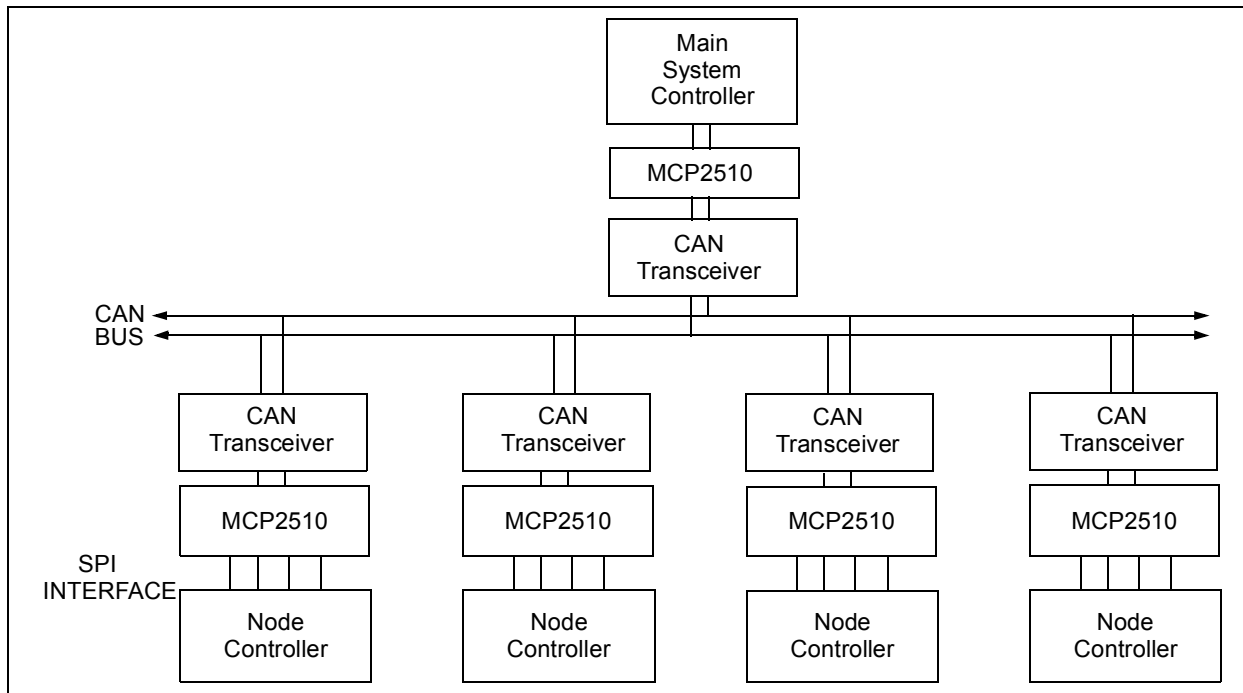 Main
System
Controller
MCP2510
CAN
Transceiver
CAN
BUS
CAN
Transceiver
CAN
Transceiver
CAN
Transceiver
CAN
Transceiver
MCP2510
MCP2510
MCP2510
MCP2510
SPI
INTERFACE
Node
Controller
Node
Controller
Node
Controller
Node
Controller